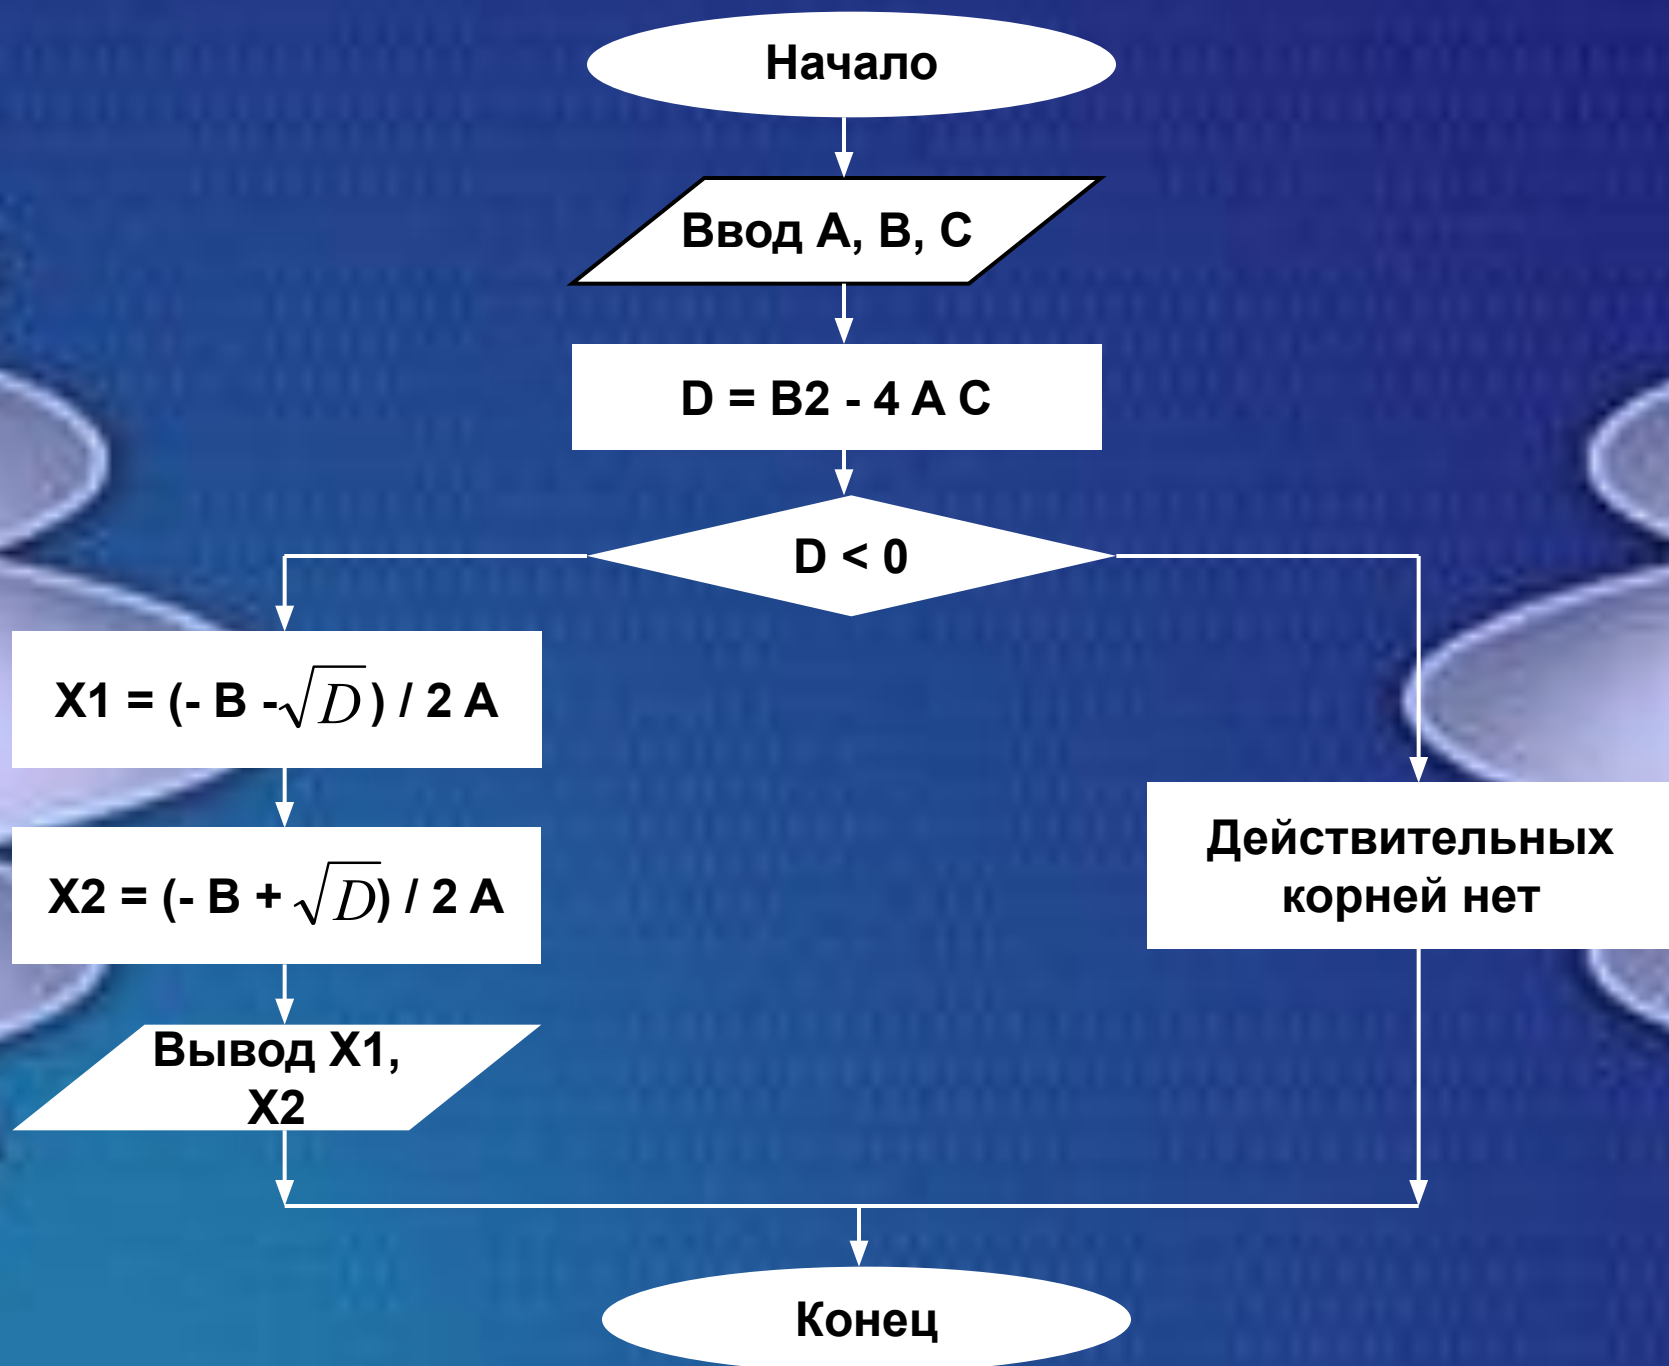 Начало
Ввод A, B, C
D = B2 - 4 A C
D < 0
X1 = (- B -√D ) / 2 A
X2 = (- B + √D) / 2 A
Вывод X1,
X2
Действительных
корней нет
Конец